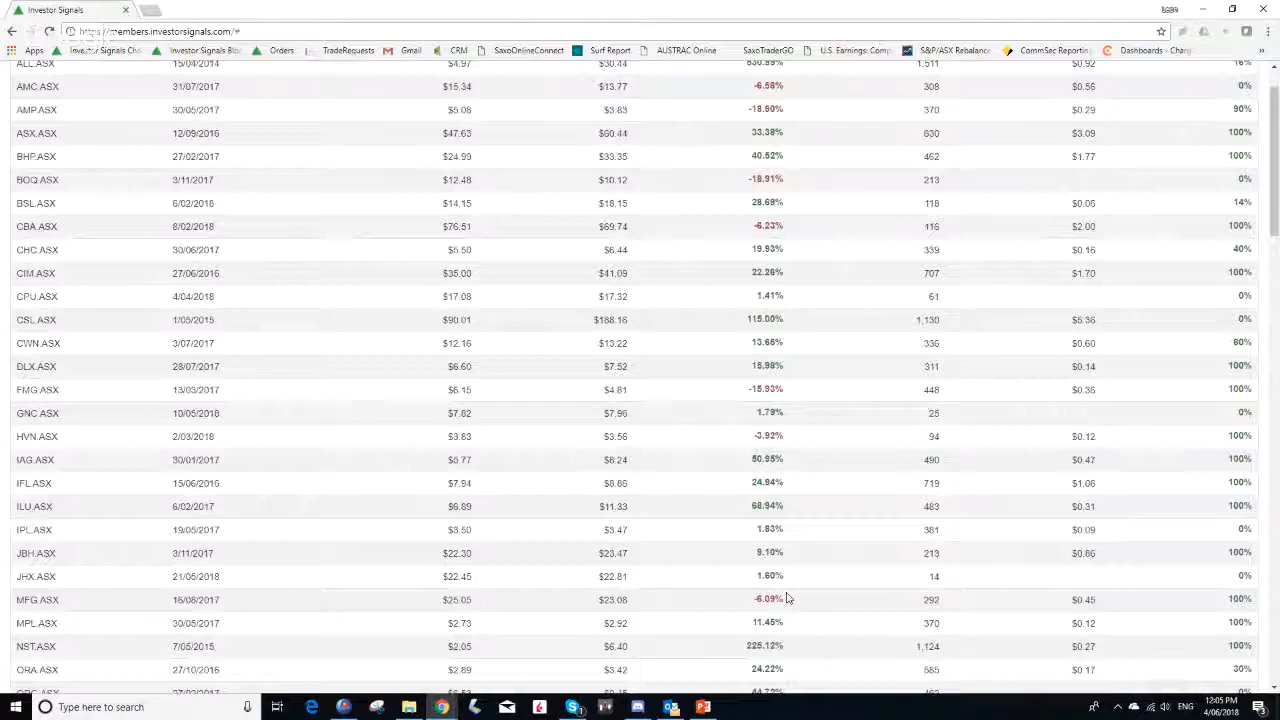 Investor Signals
https://members.investorsignals.com/#
Apps Investor Signals Cha Investor Signals Blog Orders TradeRequests Gmail CRM SaxoOnlineConnect Surf Report AUSTRAC Online SaxoTraderGO U.S. Earnings: Comp S&P/ASX Rebalance CommSec Reporting Dashboards - Charg
ALL.ASX 15/04/2014 $4.97 $30.44 530.99% 1,511 $0.92 16%
AMC.ASX 31/07/2017 $15.34 $13.77 -6.58% 308 $0.56 0%
AMP.ASX 30/05/2017 $5.08 $3.83 -18.90% 370 $0.29 90%
ASX.ASX 12/09/2016 $47.63 $60.44 33.38% 630 $3.09 100%
BHP.ASX 27/02/2017 $24.99 $33.35 40.52% 462 $1.77 100%
BOQ.ASX 3/11/2017 $12.48 $10.12 -18.91% 213 0%
BSL.ASX 6/02/2018 $14.15 $18.15 28.69% 118 $0.06 14%
CBA.ASX 8/02/2018 $76.51 $69.74 -6.23% 116 $2.00 100%
CHC.ASX 30/06/2017 $5.50 $6.44 19.93% 339 $0.16 40%
CIM.ASX 27/06/2016 $35.00 $41.09 22.26% 707 $1.70 100%
CPU.ASX 4/04/2018 $17.08 $17.32 1.41% 61 0%
CSL.ASX 1/05/2015 $90.01 $188.16 115.00% 1,130 $5.36 0%
CWN.ASX 3/07/2017 $12.16 $13.22 13.65% 336 $0.60 60%
DLX.ASX 28/07/2017 $6.60 $7.52 15.98% 311 $0.14 100%
FMG.ASX 13/03/2017 $6.15 $4.81 -15.93% 448 $0.36 100%
GNC.ASX 10/05/2018 $7.82 $7.96 1.79% 25 0%
HVN.ASX 2/03/2018 $3.83 $3.56 -3.92% 94 $0.12 100%
IAG.ASX 30/01/2017 $5.77 $8.24 50.95% 490 $0.47 100%
IFL.ASX 15/06/2016 $7.94 $8.86 24.94% 719 $1.06 100%
ILU.ASX 6/02/2017 $6.89 $11.33 68.94% 483 $0.31 100%
IPL.ASX 19/05/2017 $3.50 $3.47 1.83% 381 $0.09 0%
JBH.ASX 3/11/2017 $22.30 $23.47 9.10% 213 $0.86 100%
JHX.ASX 21/05/2018 $22.45 $22.81 1.60% 14 0%
MFG.ASX 16/08/2017 $25.05 $23.08 -6.09% 292 $0.45 100%
MPL.ASX 30/05/2017 $2.73 $2.92 11.45% 370 $0.12 100%
NST.ASX 7/05/2015 $2.05 $6.40 225.12% 1,124 $0.27 100%
ORA.ASX 27/10/2016 $2.89 $3.42 24.22% 585 $0.17 30%
Type here to search
ENG
12:05 PM
4/06/2018